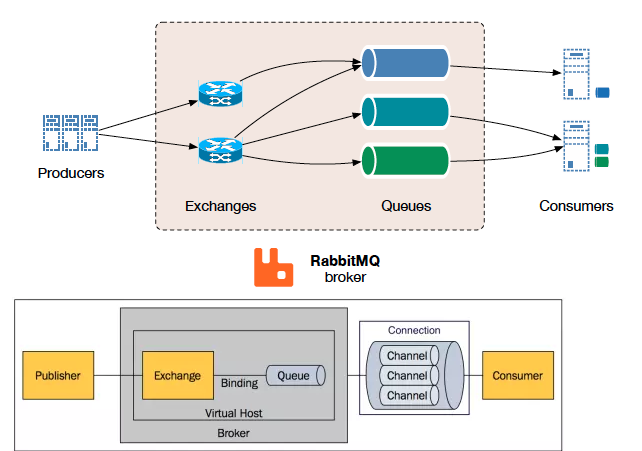 Producers
Exchanges
Queues
Consumers
RabbitMQ
broker
Connection
Publisher
Exchange
Binding
Queue
Virtual Host
Broker
Channel
Channel
Channel
Consumer